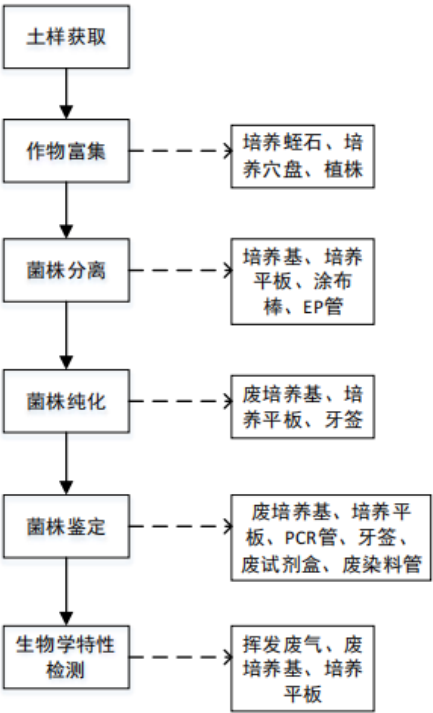 土样获取
作物富集
培养蛭石、培
养穴盘、植株
菌株分离
培养基、培养
平板、涂布
棒、EP管
菌株纯化
废培养基、培
养平板、牙签
菌株鉴定
废培养基、培养平
板、PCR管、牙签、
废试剂盒、废染料管
生物学特性
检测
挥发废气、废
培养基、培养
平板